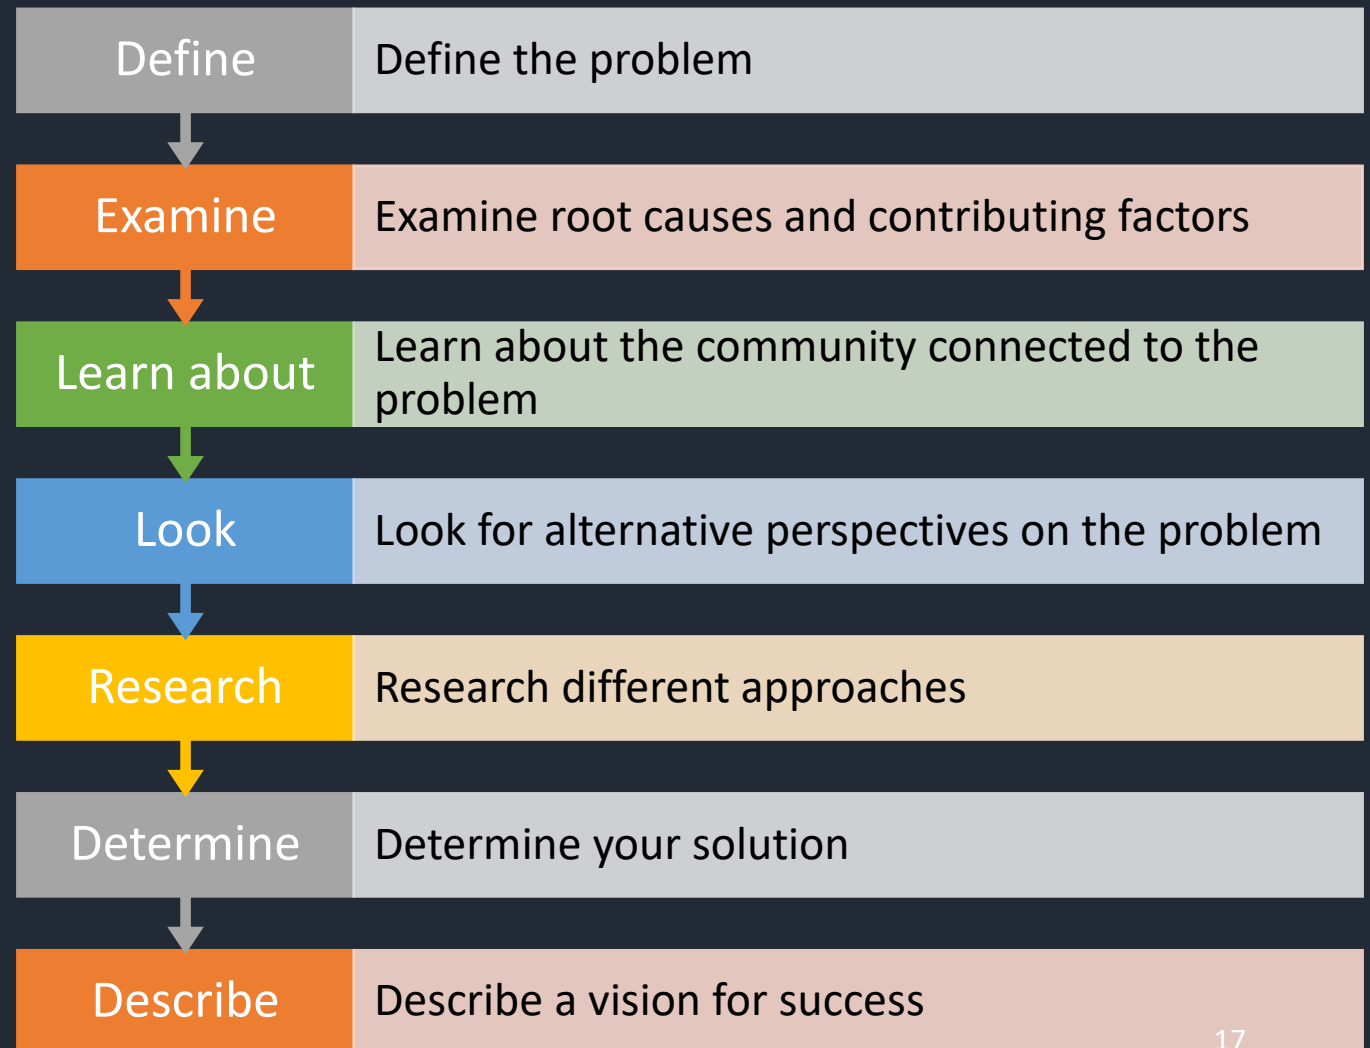 Define
Define the problem
Examine
Examine root causes and contributing factors
Learn about
Learn about the community connected to the
problem
Look
Look for alternative perspectives on the problem
Research
Research different approaches
Determine
Determine your solution
Describe
Describe a vision for success
17